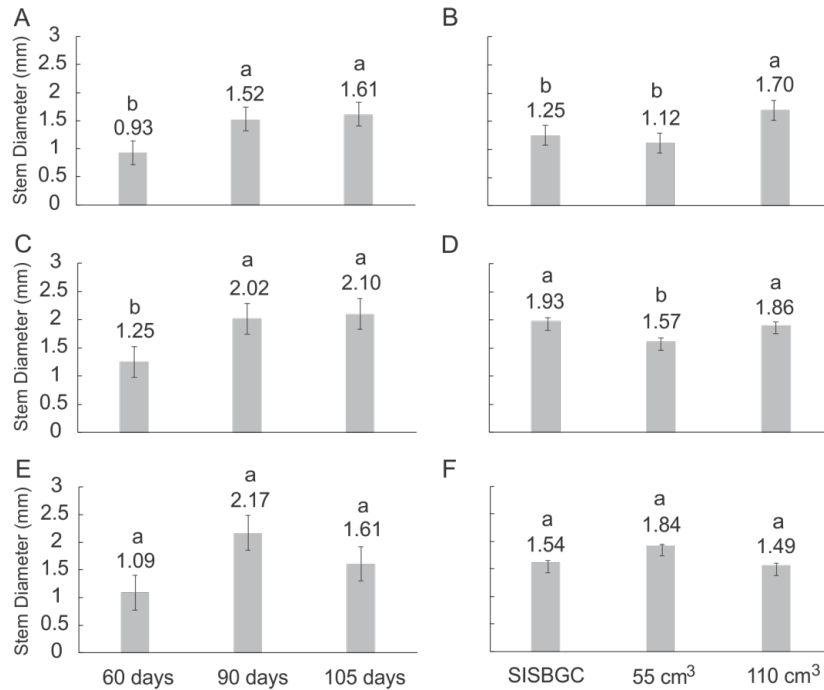 A
Stem Diameter (mm)
3
2.5
2
1.5
1
0.5
0
b
0.93
a
1.52
a
1.61
B
b
1.25
b
1.12
a
1.70
C
Stem Diameter (mm)
3
2.5
2
1.5
1
0.5
0
b
1.25
a
2.02
a
2.10
D
a
1.93
b
1.57
a
1.86
E
Stem Diameter (mm)
3
2.5
2
1.5
1
0.5
0
a
1.09
a
2.17
a
1.61
60 days 90 days 105 days
F
a
1.54
a
1.84
a
1.49
SISBGC 55 cm³ 110 cm³